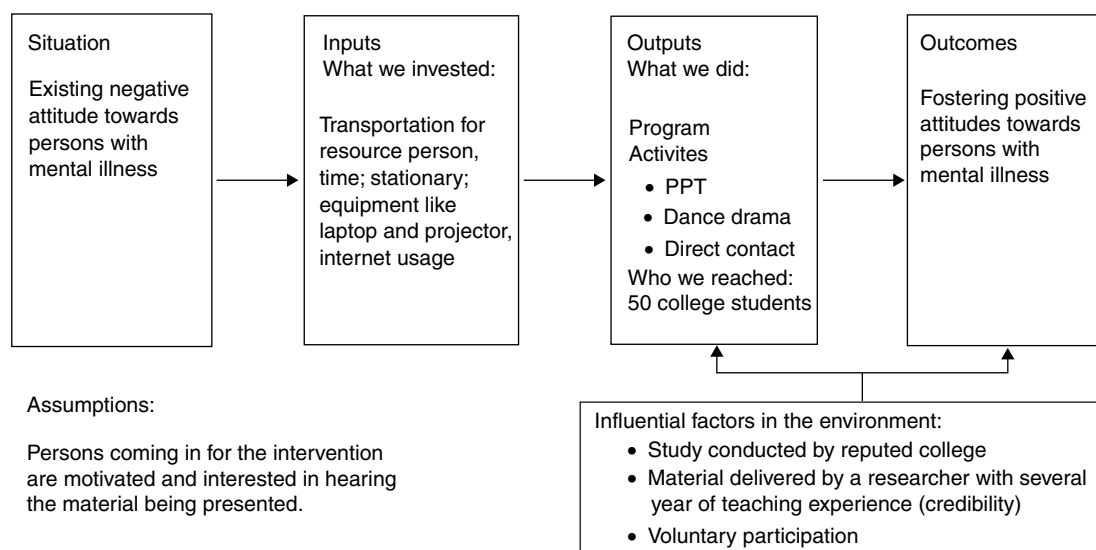 Situation
Existing negative
attitude towards
persons with
mental illness
Inputs
What we invested:
Transportation for
resource person,
time; stationary;
equipment like
laptop and projector,
internet usage
Outputs
What we did:
Program
Activites
• PPT
• Dance drama
• Direct contact
Who we reached:
50 college students
Outcomes
Fostering positive
attitudes towards
persons with
mental illness
Assumptions:
Persons coming in for the intervention
are motivated and interested in hearing
the material being presented.
Influential factors in the environment:
• Study conducted by reputed college
• Material delivered by a researcher with several
year of teaching experience (credibility)
• Voluntary participation